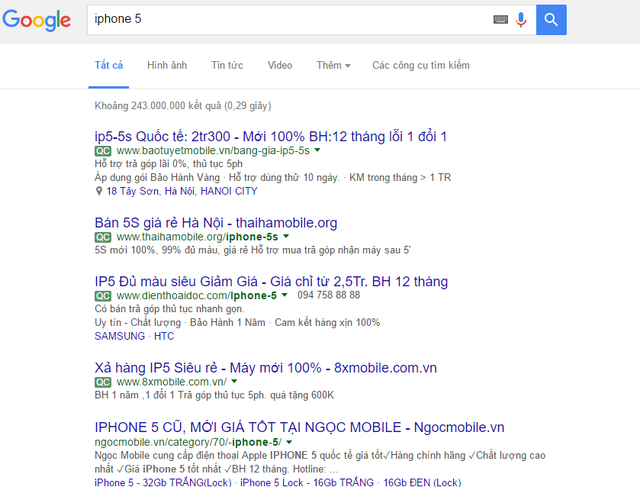 Google
iphone 5
Tất cả Hình ảnh Tin tức Video Thêm Các công cụ tìm kiếm
Khoảng 243.000.000 kết quả (0,29 giây)
ip5-5s Quốc tế: 2tr300 - Mới 100% BH:12 tháng lỗi 1 đổi 1
QC www.baotuyetmobile.vn/bang-gia-ip5-5s
Hỗ trợ trả góp lãi 0%, thủ tục 5ph
Áp dụng gói Bảo Hành Vàng · Hỗ trợ dùng thử 10 ngày. · KM trong tháng > 1 TR
18 Tây Sơn, Hà Nội, HANOI CITY
Bán 5S giá rẻ Hà Nội - thaihamobile.org
QC www.thaihamobile.org/iphone-5s
5S mới 100%, 99% đủ màu, giá rẻ Hỗ trợ mua trả góp nhận máy sau 5'
IP5 Đủ màu siêu Giảm Giá - Giá chỉ từ 2,5Tr. BH 12 tháng
QC www.dienthoaidoc.com/Iphone-5 094 758 88 88
Có bán trả góp thủ tục nhanh gọn.
Uy tín - Chất lượng · Bảo Hành 1 Năm · Cam kết hàng xịn 100%
SAMSUNG · HTC
Xả hàng IP5 Siêu rẻ - Máy mới 100% - 8xmobile.com.vn
QC www.8xmobile.com.vn/
BH 1 năm ,1 đổi 1 Trả góp thủ tục 5ph. quà tặng 600K
IPHONE 5 CŨ, MỚI GIÁ TỐT TẠI NGỌC MOBILE - Ngocmobile.vn
ngocmobile.vn/category/70/-iphone-5/
Ngọc Mobile cung cấp điện thoại Apple IPHONE 5 quốc tế giá tốt✓Hàng chính hãng ✓Chất lượng cao
nhất ✓Giá iPhone 5 tốt nhất ✓BH 12 tháng. Hotline: ...
iPhone 5 - 32Gb TRẮNG(Lock) · iPhone 5 Lock - 16Gb TRẮNG · 16Gb ĐEN (Lock)